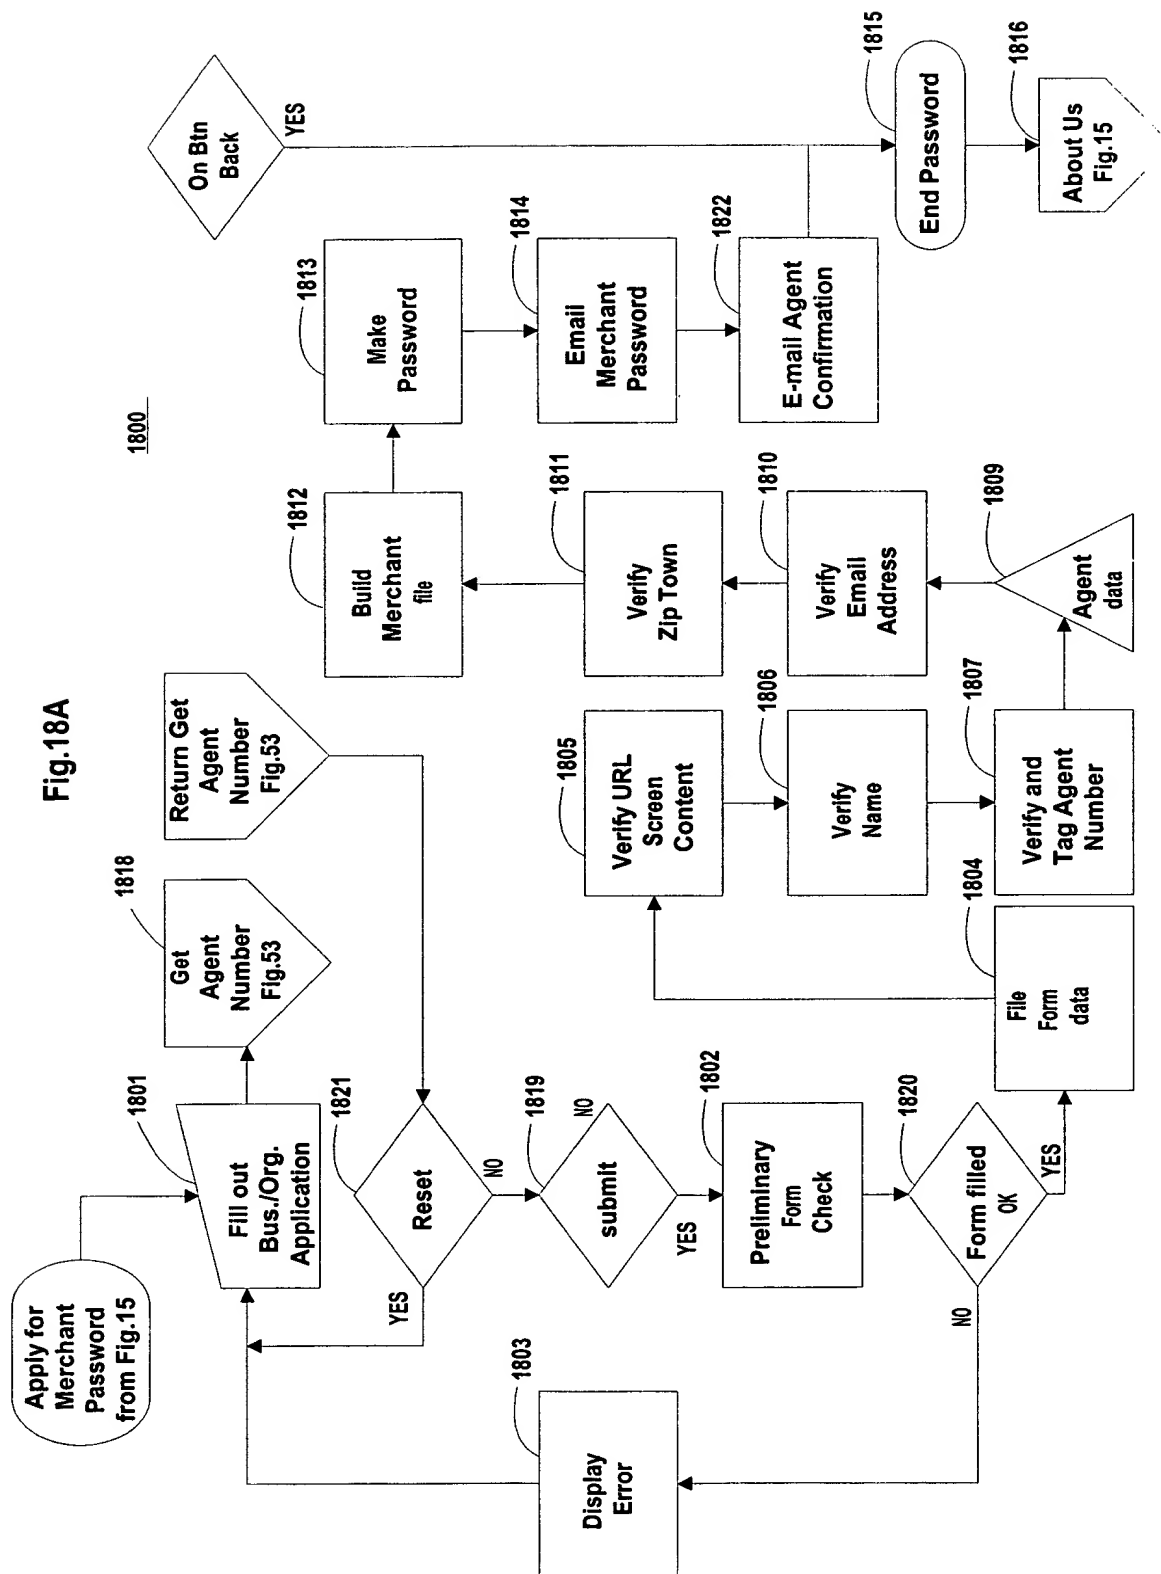 Fig.18A
1800
Apply for
Merchant
Password
from Fig.15
1801
Fill out
Bus./Org.
Application
1818
Get
Agent
Number
Fig.53
Return Get
Agent
Number
Fig.53
On Btn
Back
YES
1821
Reset
YES
NO
1819
submit
NO
YES
1802
Preliminary
Form
Check
1820
Form filled
OK
NO
YES
1803
Display
Error
1804
File
Form
data
1805
Verify URL
Screen
Content
1806
Verify
Name
1807
Verify and
Tag Agent
Number
1809
Agent
data
1810
Verify
Email
Address
1811
Verify
Zip Town
1812
Build
Merchant
file
1813
Make
Password
1814
Email
Merchant
Password
1822
E-mail Agent
Confirmation
1815
End Password
1816
About Us
Fig.15